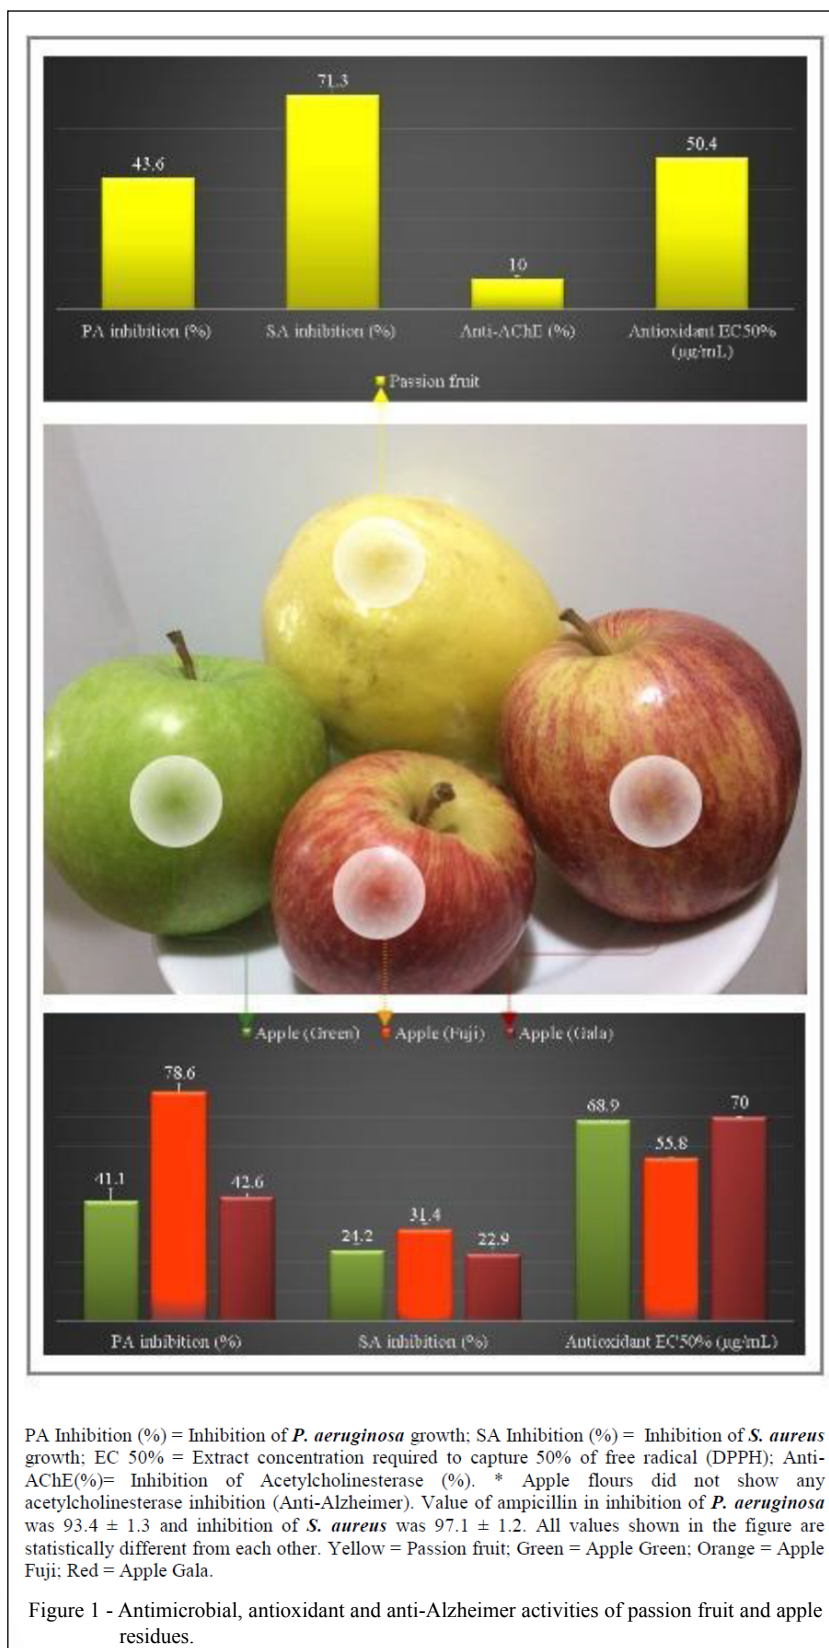 71.3
50.4
43.6
10
PA inhibition (%) SA inhibition (%) Anti-AChE (%) Antioxidant EC50%
(µg/mL)
Passion fruit
Apple (Green) Apple (Fuji) Apple (Gala)
78.6
68.9 70
55.8
41.1 42.6
31.4
24.2 22.9
PA inhibition (%) SA inhibition (%) Antioxidant EC50% (µg/mL)
PA Inhibition (%) = Inhibition of P. aeruginosa growth; SA Inhibition (%) = Inhibition of S. aureus
growth; EC 50% = Extract concentration required to capture 50% of free radical (DPPH); Anti-
AChE(%)= Inhibition of Acetylcholinesterase (%). * Apple flours did not show any
acetylcholinesterase inhibition (Anti-Alzheimer). Value of ampicillin in inhibition of P. aeruginosa
was 93.4 ± 1.3 and inhibition of S. aureus was 97.1 ± 1.2. All values shown in the figure are
statistically different from each other. Yellow = Passion fruit; Green = Apple Green; Orange = Apple
Fuji; Red = Apple Gala.
Figure 1 - Antimicrobial, antioxidant and anti-Alzheimer activities of passion fruit and apple
residues.